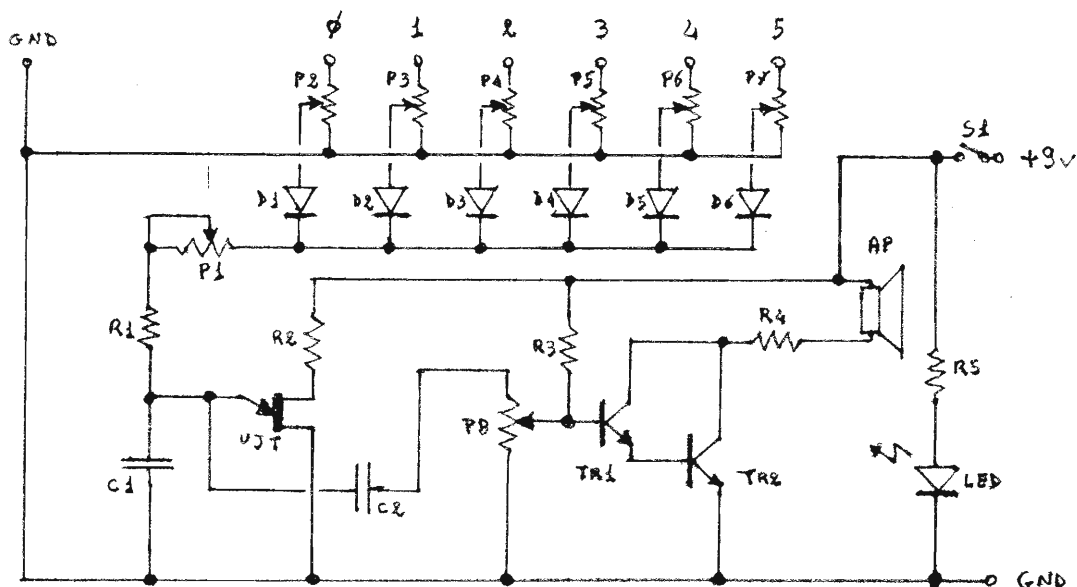 GND
ϕ 1 2 3 4 5
P2 P3 P4 P5 P6 P7
S1
+9v
D1 D2 D3 D4 D5 D6
P1
AP
R1
R2
R3
R4
R5
UJT
P8
TR1
TR2
C1
C2
LED
GND